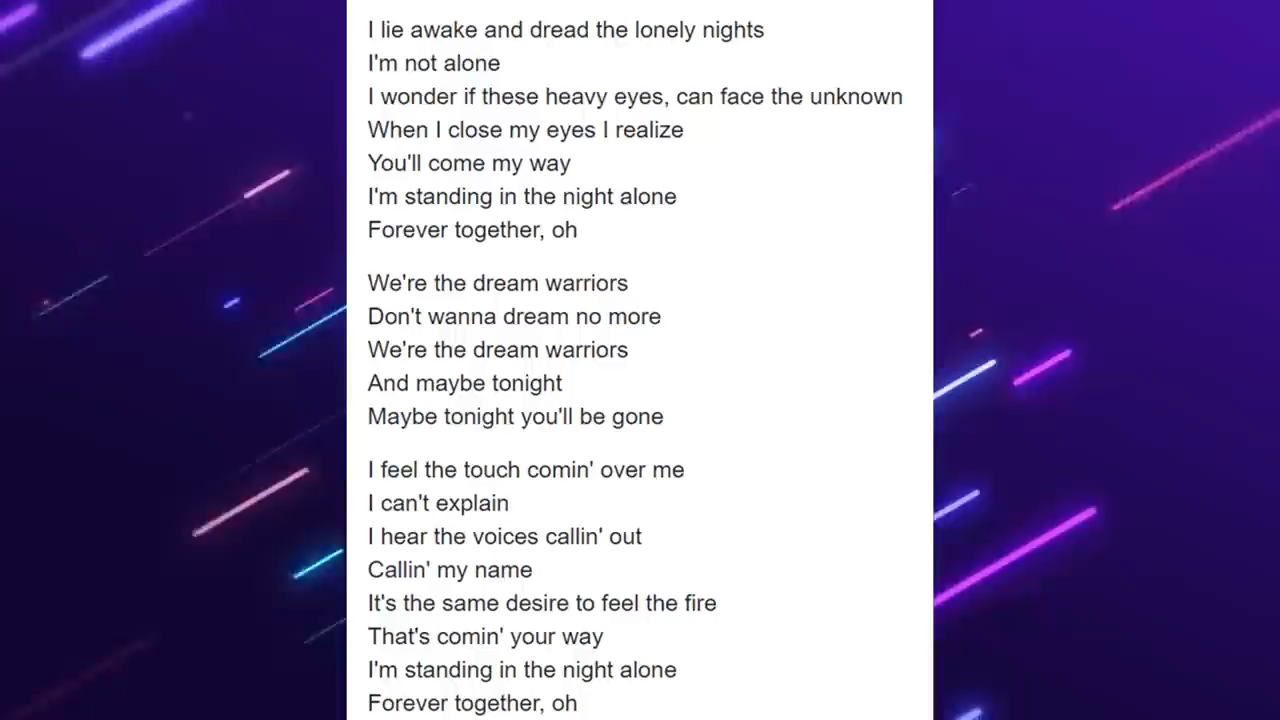 I lie awake and dread the lonely nights
I'm not alone
I wonder if these heavy eyes, can face the unknown
When I close my eyes I realize
You'll come my way
I'm standing in the night alone
Forever together, oh
We're the dream warriors
Don't wanna dream no more
We're the dream warriors
And maybe tonight
Maybe tonight you'll be gone
I feel the touch comin' over me
I can't explain
I hear the voices callin' out
Callin' my name
It's the same desire to feel the fire
That's comin' your way
I'm standing in the night alone
Forever together, oh